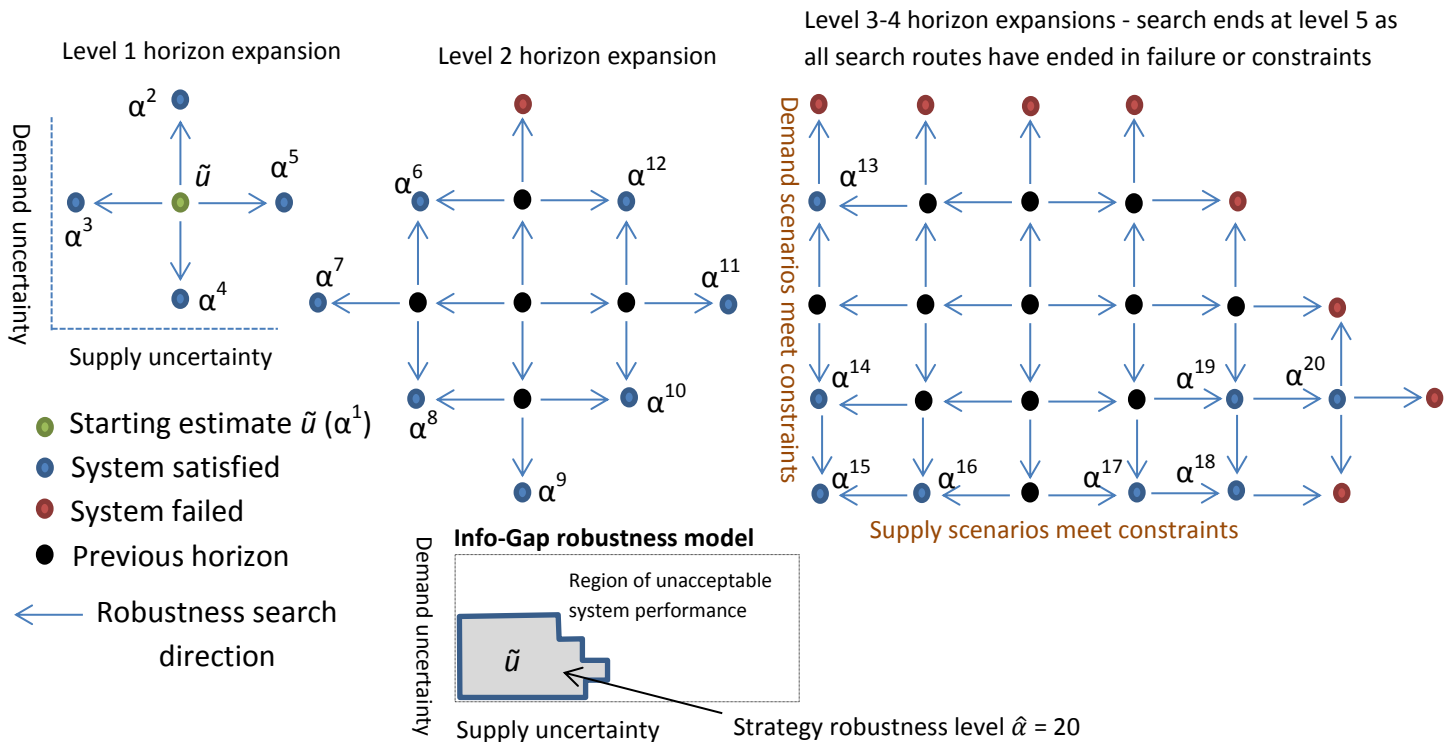 Level 1 horizon expansion
α²
Demand uncertainty
ũ
α⁵
α³
α⁴
Supply uncertainty
Starting estimate ũ (α¹)
System satisfied
System failed
Previous horizon
Robustness search
direction
Level 2 horizon expansion
α⁶
α¹²
α⁷
α¹¹
α⁸
α¹⁰
α⁹
Level 3-4 horizon expansions - search ends at level 5 as
all search routes have ended in failure or constraints
Demand scenarios meet constraints
α¹³
α¹⁴
α¹⁹
α²⁰
α¹⁵
α¹⁶
α¹⁷
α¹⁸
Supply scenarios meet constraints
Info-Gap robustness model
Demand uncertainty
Region of unacceptable
system performance
ũ
Supply uncertainty
Strategy robustness level α̂ = 20